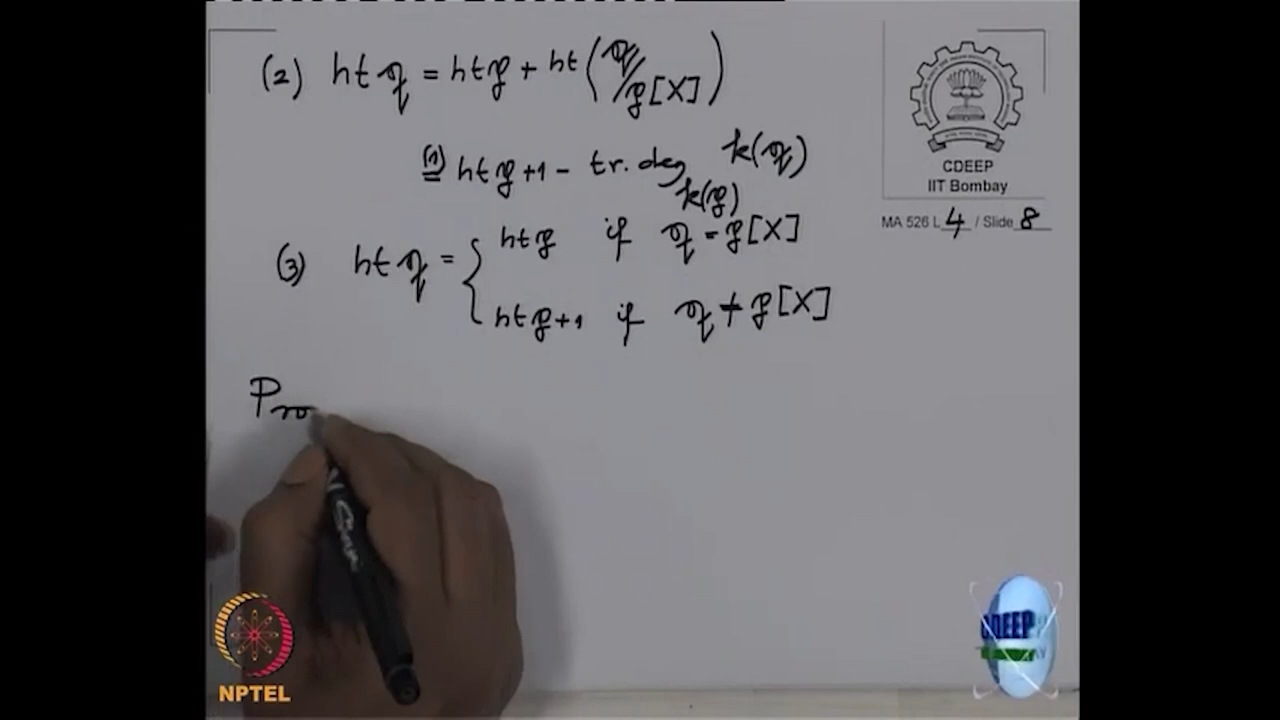 (2) ht 𝔮 = ht 𝔭 + ht (𝔮/𝔭[X])
(1)
= ht 𝔭 + 1 - tr. deg k(𝔮)
k(𝔭)
(3) ht 𝔮 = { ht 𝔭 if 𝔮 = 𝔭[X]
ht 𝔭 + 1 if 𝔮 ≠ 𝔭[X]
Pro
CDEEP
IIT Bombay
MA 526 L 4 / Slide 8
NPTEL
CDEEP